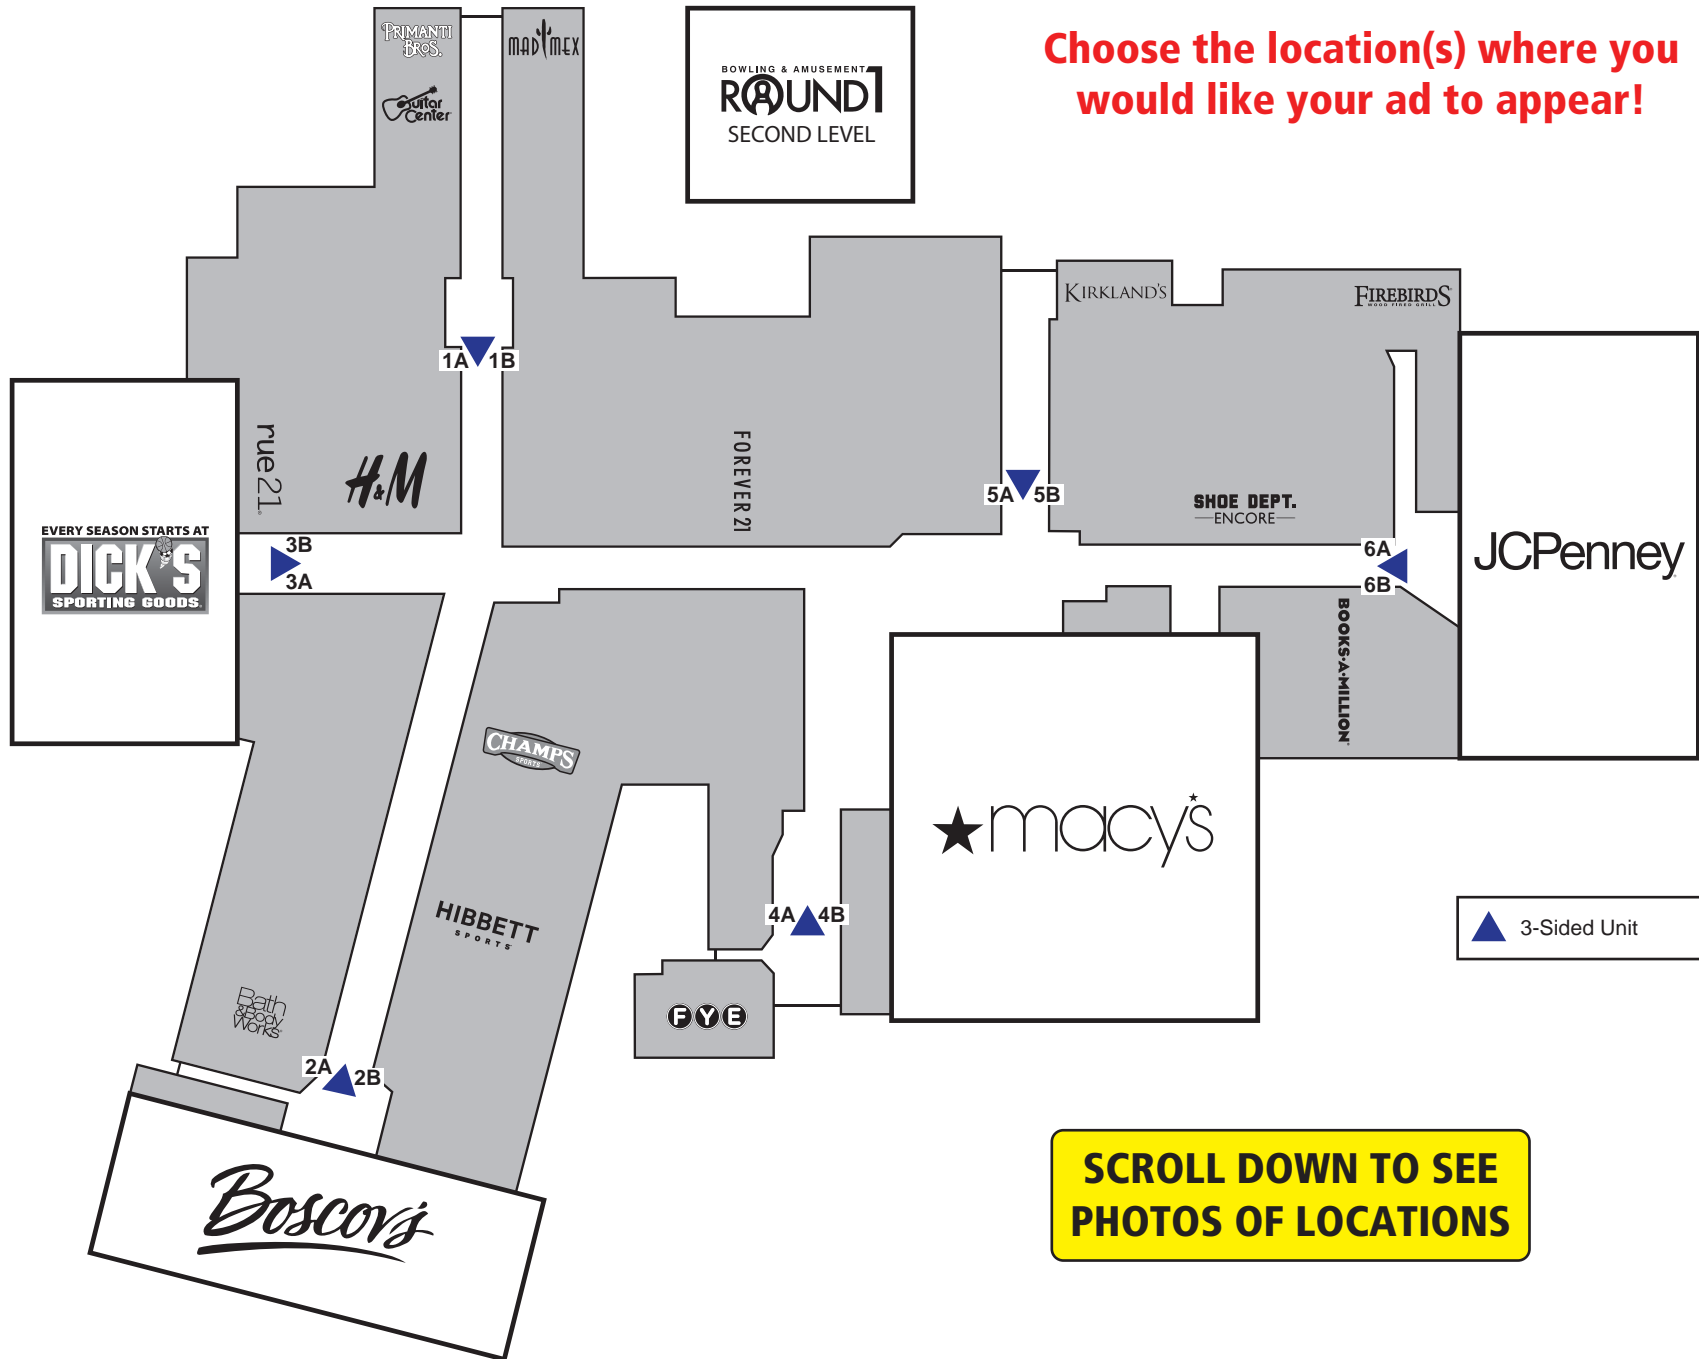 PRIMANTI
BROS.
MAD MEX
Guitar
Center
BOWLING & AMUSEMENT
ROUND1
SECOND LEVEL
Choose the location(s) where you
would like your ad to appear!
KIRKLAND'S
FIREBIRDS
WOOD FIRED GRILL
1A 1B
rue21
H&M
FOREVER 21
5A 5B
SHOE DEPT.
ENCORE
EVERY SEASON STARTS AT
DICK'S
SPORTING GOODS
3B
3A
6A
6B
JCPenney
BOOKS-A-MILLION
CHAMPS
SPORTS
macy's
HIBBETT
SPORTS
4A 4B
3-Sided Unit
Bath
&Body
Works
FYE
2A 2B
Boscov's
SCROLL DOWN TO SEE
PHOTOS OF LOCATIONS